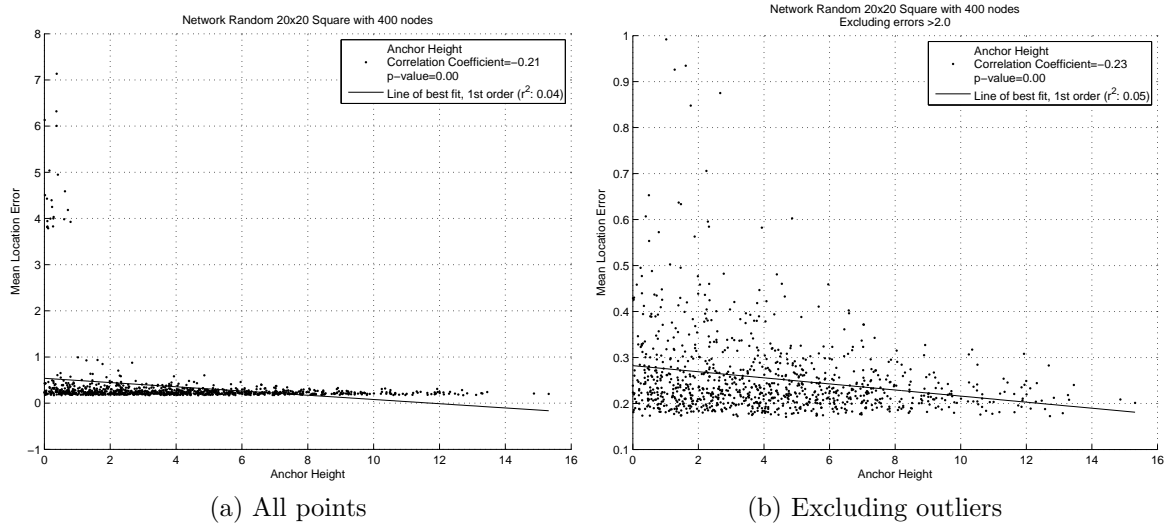 Network Random 20x20 Square with 400 nodes
8
7
6
5
4
3
2
1
0
−1
Mean Location Error
Anchor Height
Correlation Coefficient=−0.21
p−value=0.00
Line of best fit, 1st order (r2: 0.04)
0 2 4 6 8 10 12 14 16
Anchor Height
(a) All points
Network Random 20x20 Square with 400 nodes
Excluding errors >2.0
1
0.9
0.8
0.7
0.6
0.5
0.4
0.3
0.2
0.1
Mean Location Error
Anchor Height
Correlation Coefficient=−0.23
p−value=0.00
Line of best fit, 1st order (r2: 0.05)
0 2 4 6 8 10 12 14 16
Anchor Height
(b) Excluding outliers